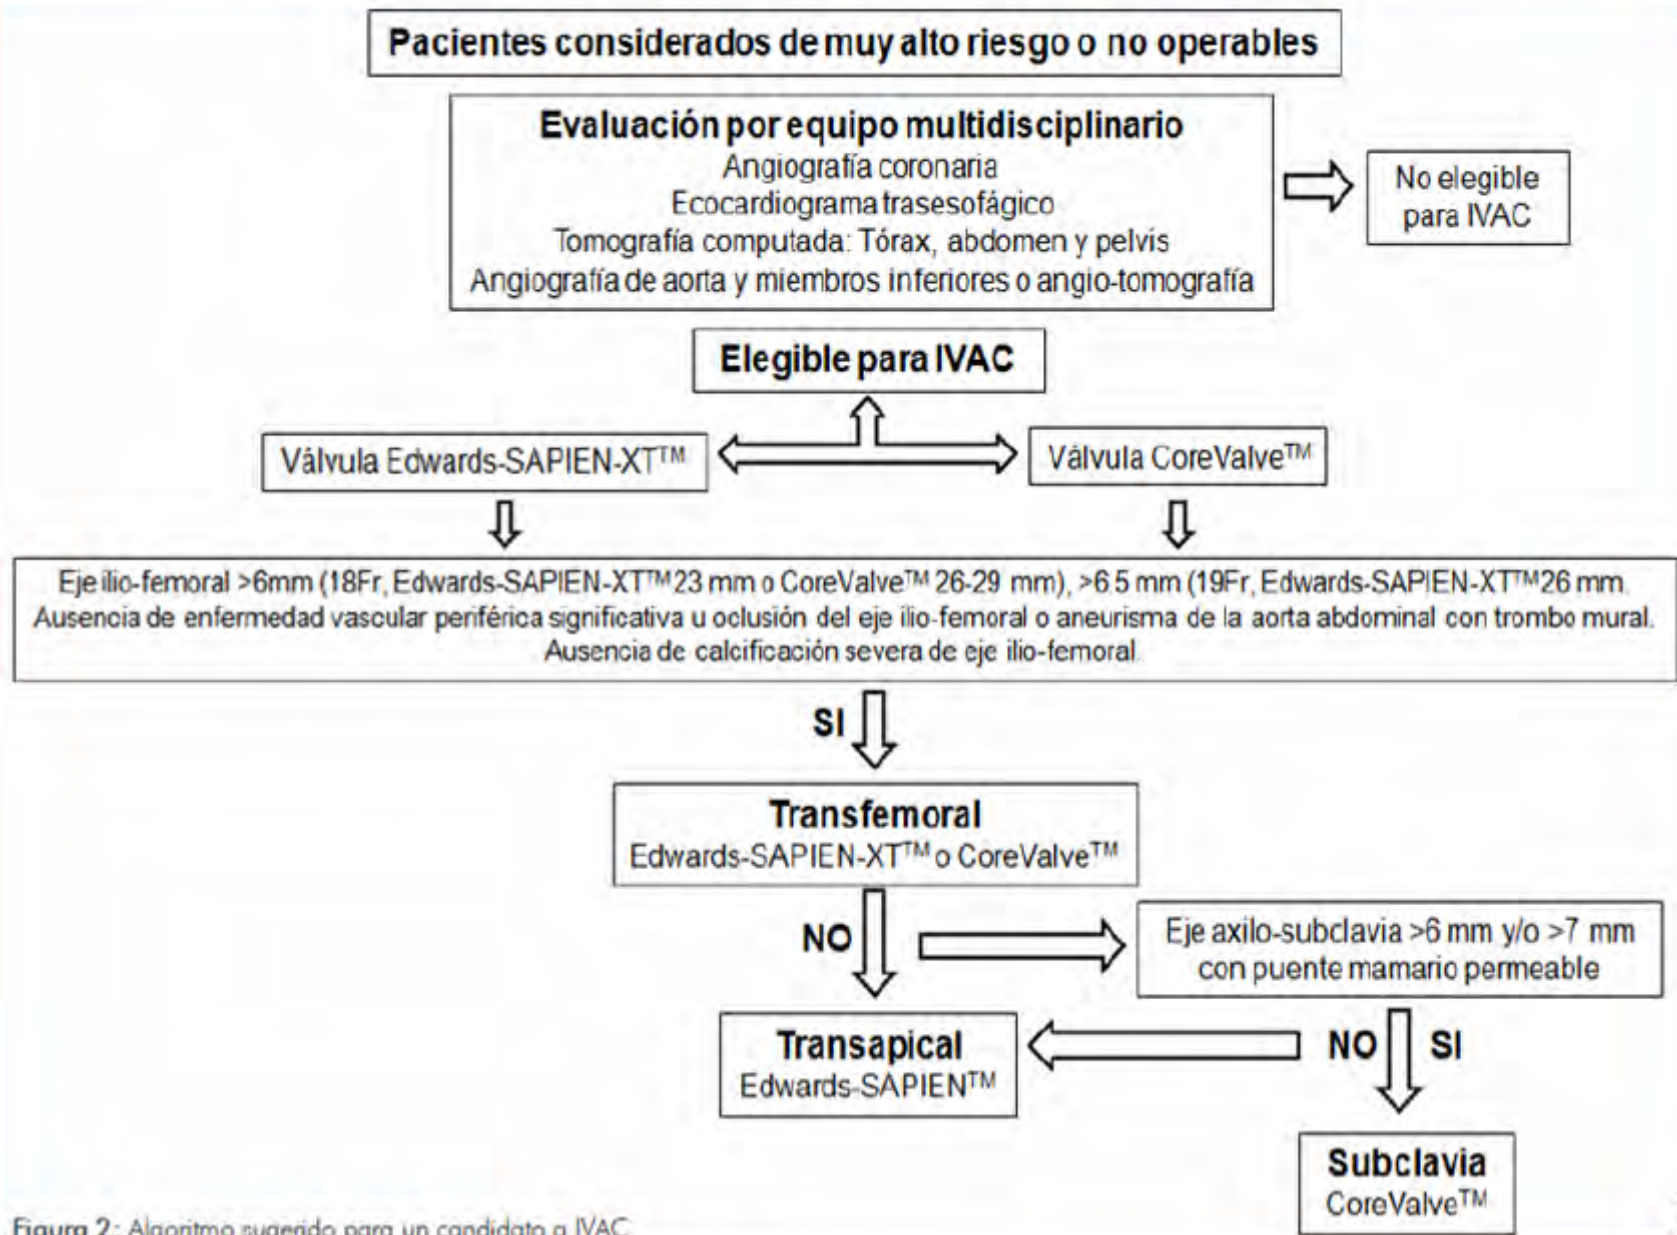 Pacientes considerados de muy alto riesgo o no operables
Evaluación por equipo multidisciplinario
Angiografía coronaria
Ecocardiograma trasesofágico
Tomografía computada: Tórax, abdomen y pelvis
Angiografía de aorta y miembros inferiores o angio-tomografía
No elegible
para IVAC
Elegible para IVAC
Válvula Edwards-SAPIEN-XT™
Válvula CoreValve™
Eje ilio-femoral >6mm (18Fr, Edwards-SAPIEN-XT™23 mm o CoreValve™ 26-29 mm), >6.5 mm (19Fr, Edwards-SAPIEN-XT™26 mm.
Ausencia de enfermedad vascular periférica significativa u oclusión del eje ilio-femoral o aneurisma de la aorta abdominal con trombo mural.
Ausencia de calcificación severa de eje ilio-femoral.
SI
Transfemoral
Edwards-SAPIEN-XT™ o CoreValve™
NO
Eje axilo-subclavia >6 mm y/o >7 mm
con puente mamario permeable
Transapical
Edwards-SAPIEN™
NO
SI
Subclavia
CoreValve™
Figura 2: Algoritmo sugerido para un candidato a IVAC